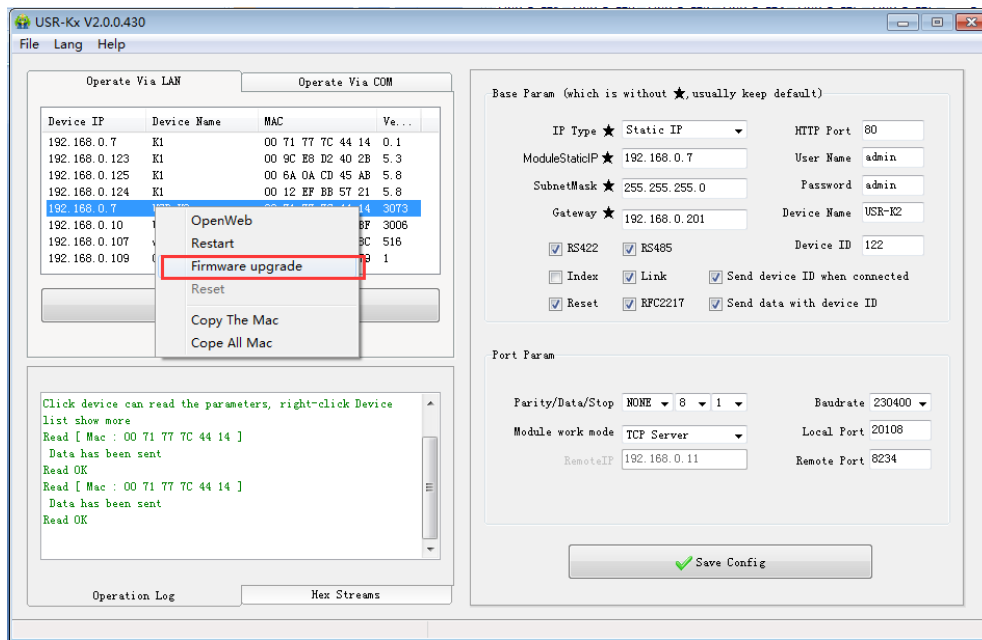 USR-Kx V2.0.0.430
File Lang Help
Operate Via LAN Operate Via COM
Device IP Device Name MAC Ve...
192.168.0.7 K1 00 71 77 7C 44 14 0.1
192.168.0.123 K1 00 9C E8 D2 40 2B 5.3
192.168.0.125 K1 00 6A 0A CD 45 AB 5.8
192.168.0.124 K1 00 12 EF BB 57 21 5.8
192.168.0.7 3073
192.168.0.10 3006
192.168.0.107 516
192.168.0.109 1
OpenWeb
Restart
Firmware upgrade
Reset
Copy The Mac
Cope All Mac
Click device can read the parameters, right-click Device
list show more
Read [ Mac : 00 71 77 7C 44 14 ]
Data has been sent
Read OK
Read [ Mac : 00 71 77 7C 44 14 ]
Data has been sent
Read OK
Operation Log Hex Streams
Base Param (which is without ★, usually keep default)
IP Type ★ Static IP HTTP Port 80
ModuleStaticIP ★ 192.168.0.7 User Name admin
SubnetMask ★ 255.255.255.0 Password admin
Gateway ★ 192.168.0.201 Device Name USR-K2
RS422 RS485 Device ID 122
Index Link Send device ID when connected
Reset RFC2217 Send data with device ID
Port Param
Parity/Data/Stop NONE 8 1 Baudrate 230400
Module work mode TCP Server Local Port 20108
RemoteIP 192.168.0.11 Remote Port 8234
Save Config